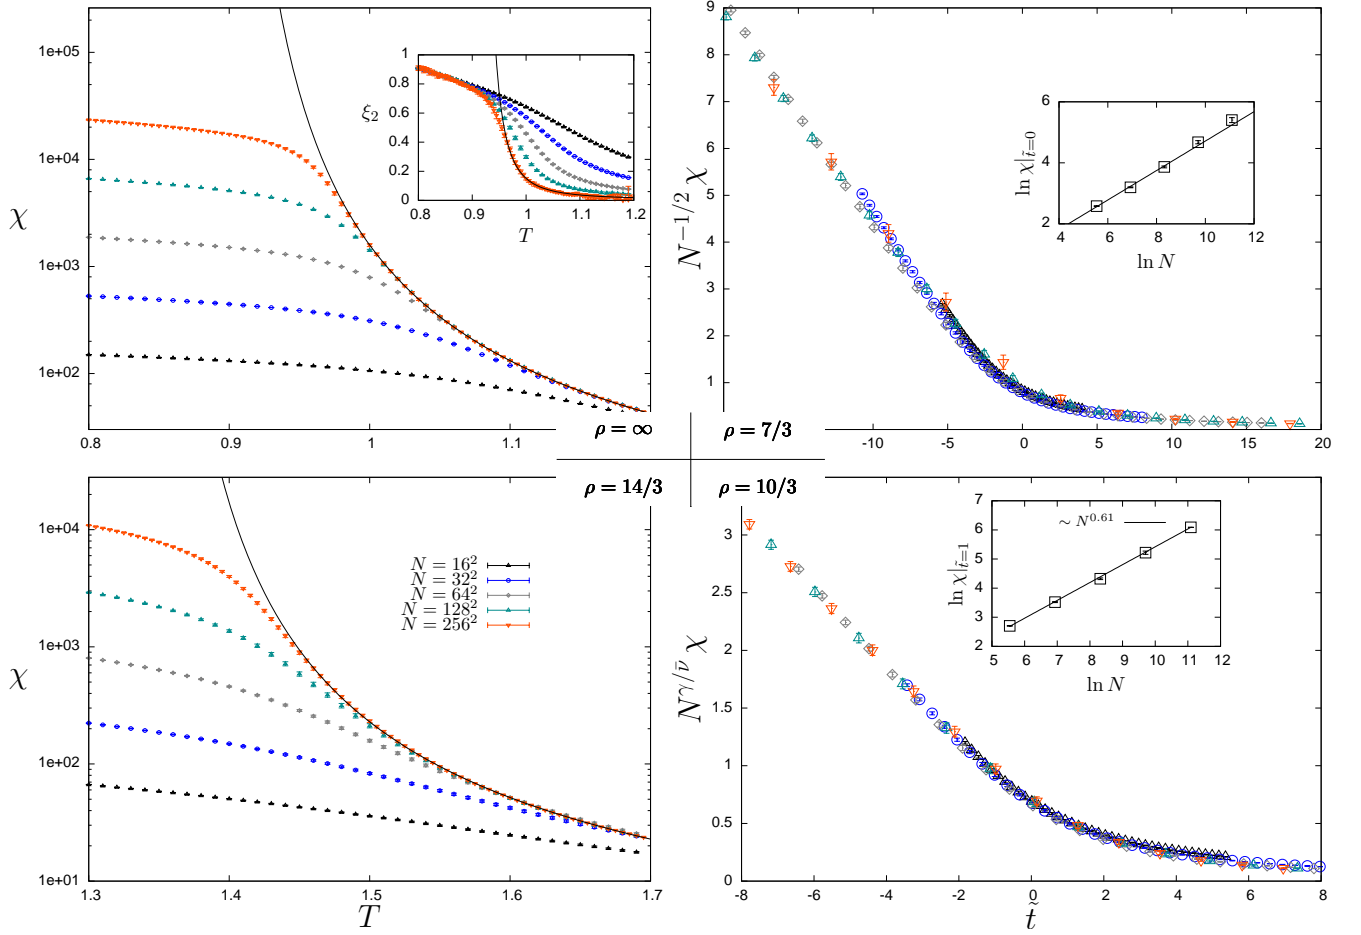 1e+05
1e+04
1e+03
1e+02
χ
0.8
0.9
1
1.1
ρ = ∞
1
0.8
0.6
0.4
0.2
0
ξ₂
0.8
0.9
1
1.1
1.2
T
9
8
7
6
5
4
3
2
1
N^{−1/2} χ
-10
-5
0
5
10
15
20
ρ = 7/3
6
4
2
ln χ|_{t̃=0}
4
6
8
10
12
ln N
1e+04
1e+03
1e+02
1e+01
χ
1.3
1.4
1.5
1.6
1.7
T
ρ = 14/3
N = 16²
N = 32²
N = 64²
N = 128²
N = 256²
3
2.5
2
1.5
1
0.5
0
N^{γ/ν̄} χ
-8
-6
-4
-2
0
2
4
6
8
t̃
ρ = 10/3
7
6
5
4
3
2
ln χ|_{t̃=1}
∼ N^{0.61}
5
6
7
8
9
10
11
12
ln N